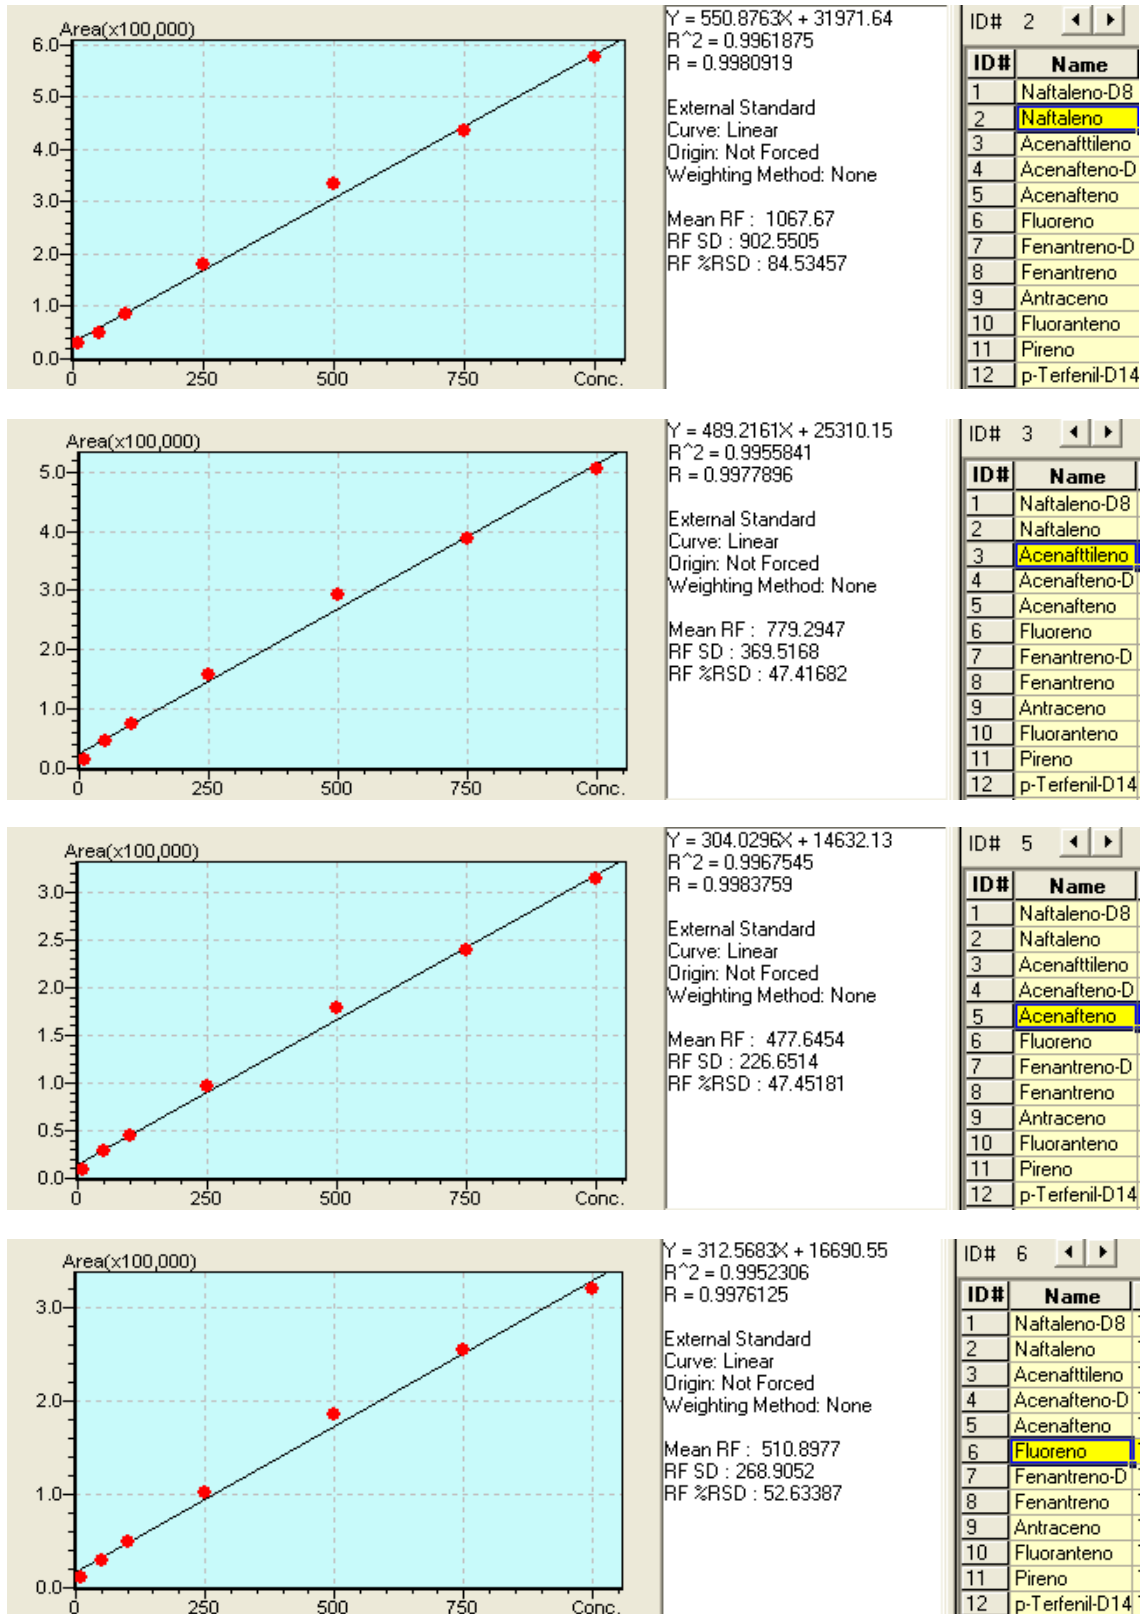 Area(x100,000)
6.0
5.0
4.0
3.0
2.0
1.0
0.0
0 250 500 750 Conc.
Y = 550.8763X + 31971.64
R^2 = 0.9961875
R = 0.9980919
External Standard
Curve: Linear
Origin: Not Forced
Weighting Method: None
Mean RF : 1067.67
RF SD : 902.5505
RF %RSD : 84.53457
ID# 2
ID# Name
1 Naftaleno-D8
2 Naftaleno
3 Acenafttileno
4 Acenafteno-D
5 Acenafteno
6 Fluoreno
7 Fenantreno-D
8 Fenantreno
9 Antraceno
10 Fluoranteno
11 Pireno
12 p-Terfenil-D14
Area(x100,000)
5.0
4.0
3.0
2.0
1.0
0.0
0 250 500 750 Conc.
Y = 489.2161X + 25310.15
R^2 = 0.9955841
R = 0.9977896
External Standard
Curve: Linear
Origin: Not Forced
Weighting Method: None
Mean RF : 779.2947
RF SD : 369.5168
RF %RSD : 47.41682
ID# 3
ID# Name
1 Naftaleno-D8
2 Naftaleno
3 Acenafttileno
4 Acenafteno-D
5 Acenafteno
6 Fluoreno
7 Fenantreno-D
8 Fenantreno
9 Antraceno
10 Fluoranteno
11 Pireno
12 p-Terfenil-D14
Area(x100,000)
3.0
2.5
2.0
1.5
1.0
0.5
0.0
0 250 500 750 Conc.
Y = 304.0296X + 14632.13
R^2 = 0.9967545
R = 0.9983759
External Standard
Curve: Linear
Origin: Not Forced
Weighting Method: None
Mean RF : 477.6454
RF SD : 226.6514
RF %RSD : 47.45181
ID# 5
ID# Name
1 Naftaleno-D8
2 Naftaleno
3 Acenafttileno
4 Acenafteno-D
5 Acenafteno
6 Fluoreno
7 Fenantreno-D
8 Fenantreno
9 Antraceno
10 Fluoranteno
11 Pireno
12 p-Terfenil-D14
Area(x100,000)
3.0
2.0
1.0
0.0
0 250 500 750 Conc.
Y = 312.5683X + 16690.55
R^2 = 0.9952306
R = 0.9976125
External Standard
Curve: Linear
Origin: Not Forced
Weighting Method: None
Mean RF : 510.8977
RF SD : 268.9052
RF %RSD : 52.63387
ID# 6
ID# Name
1 Naftaleno-D8
2 Naftaleno
3 Acenafttileno
4 Acenafteno-D
5 Acenafteno
6 Fluoreno
7 Fenantreno-D
8 Fenantreno
9 Antraceno
10 Fluoranteno
11 Pireno
12 p-Terfenil-D14